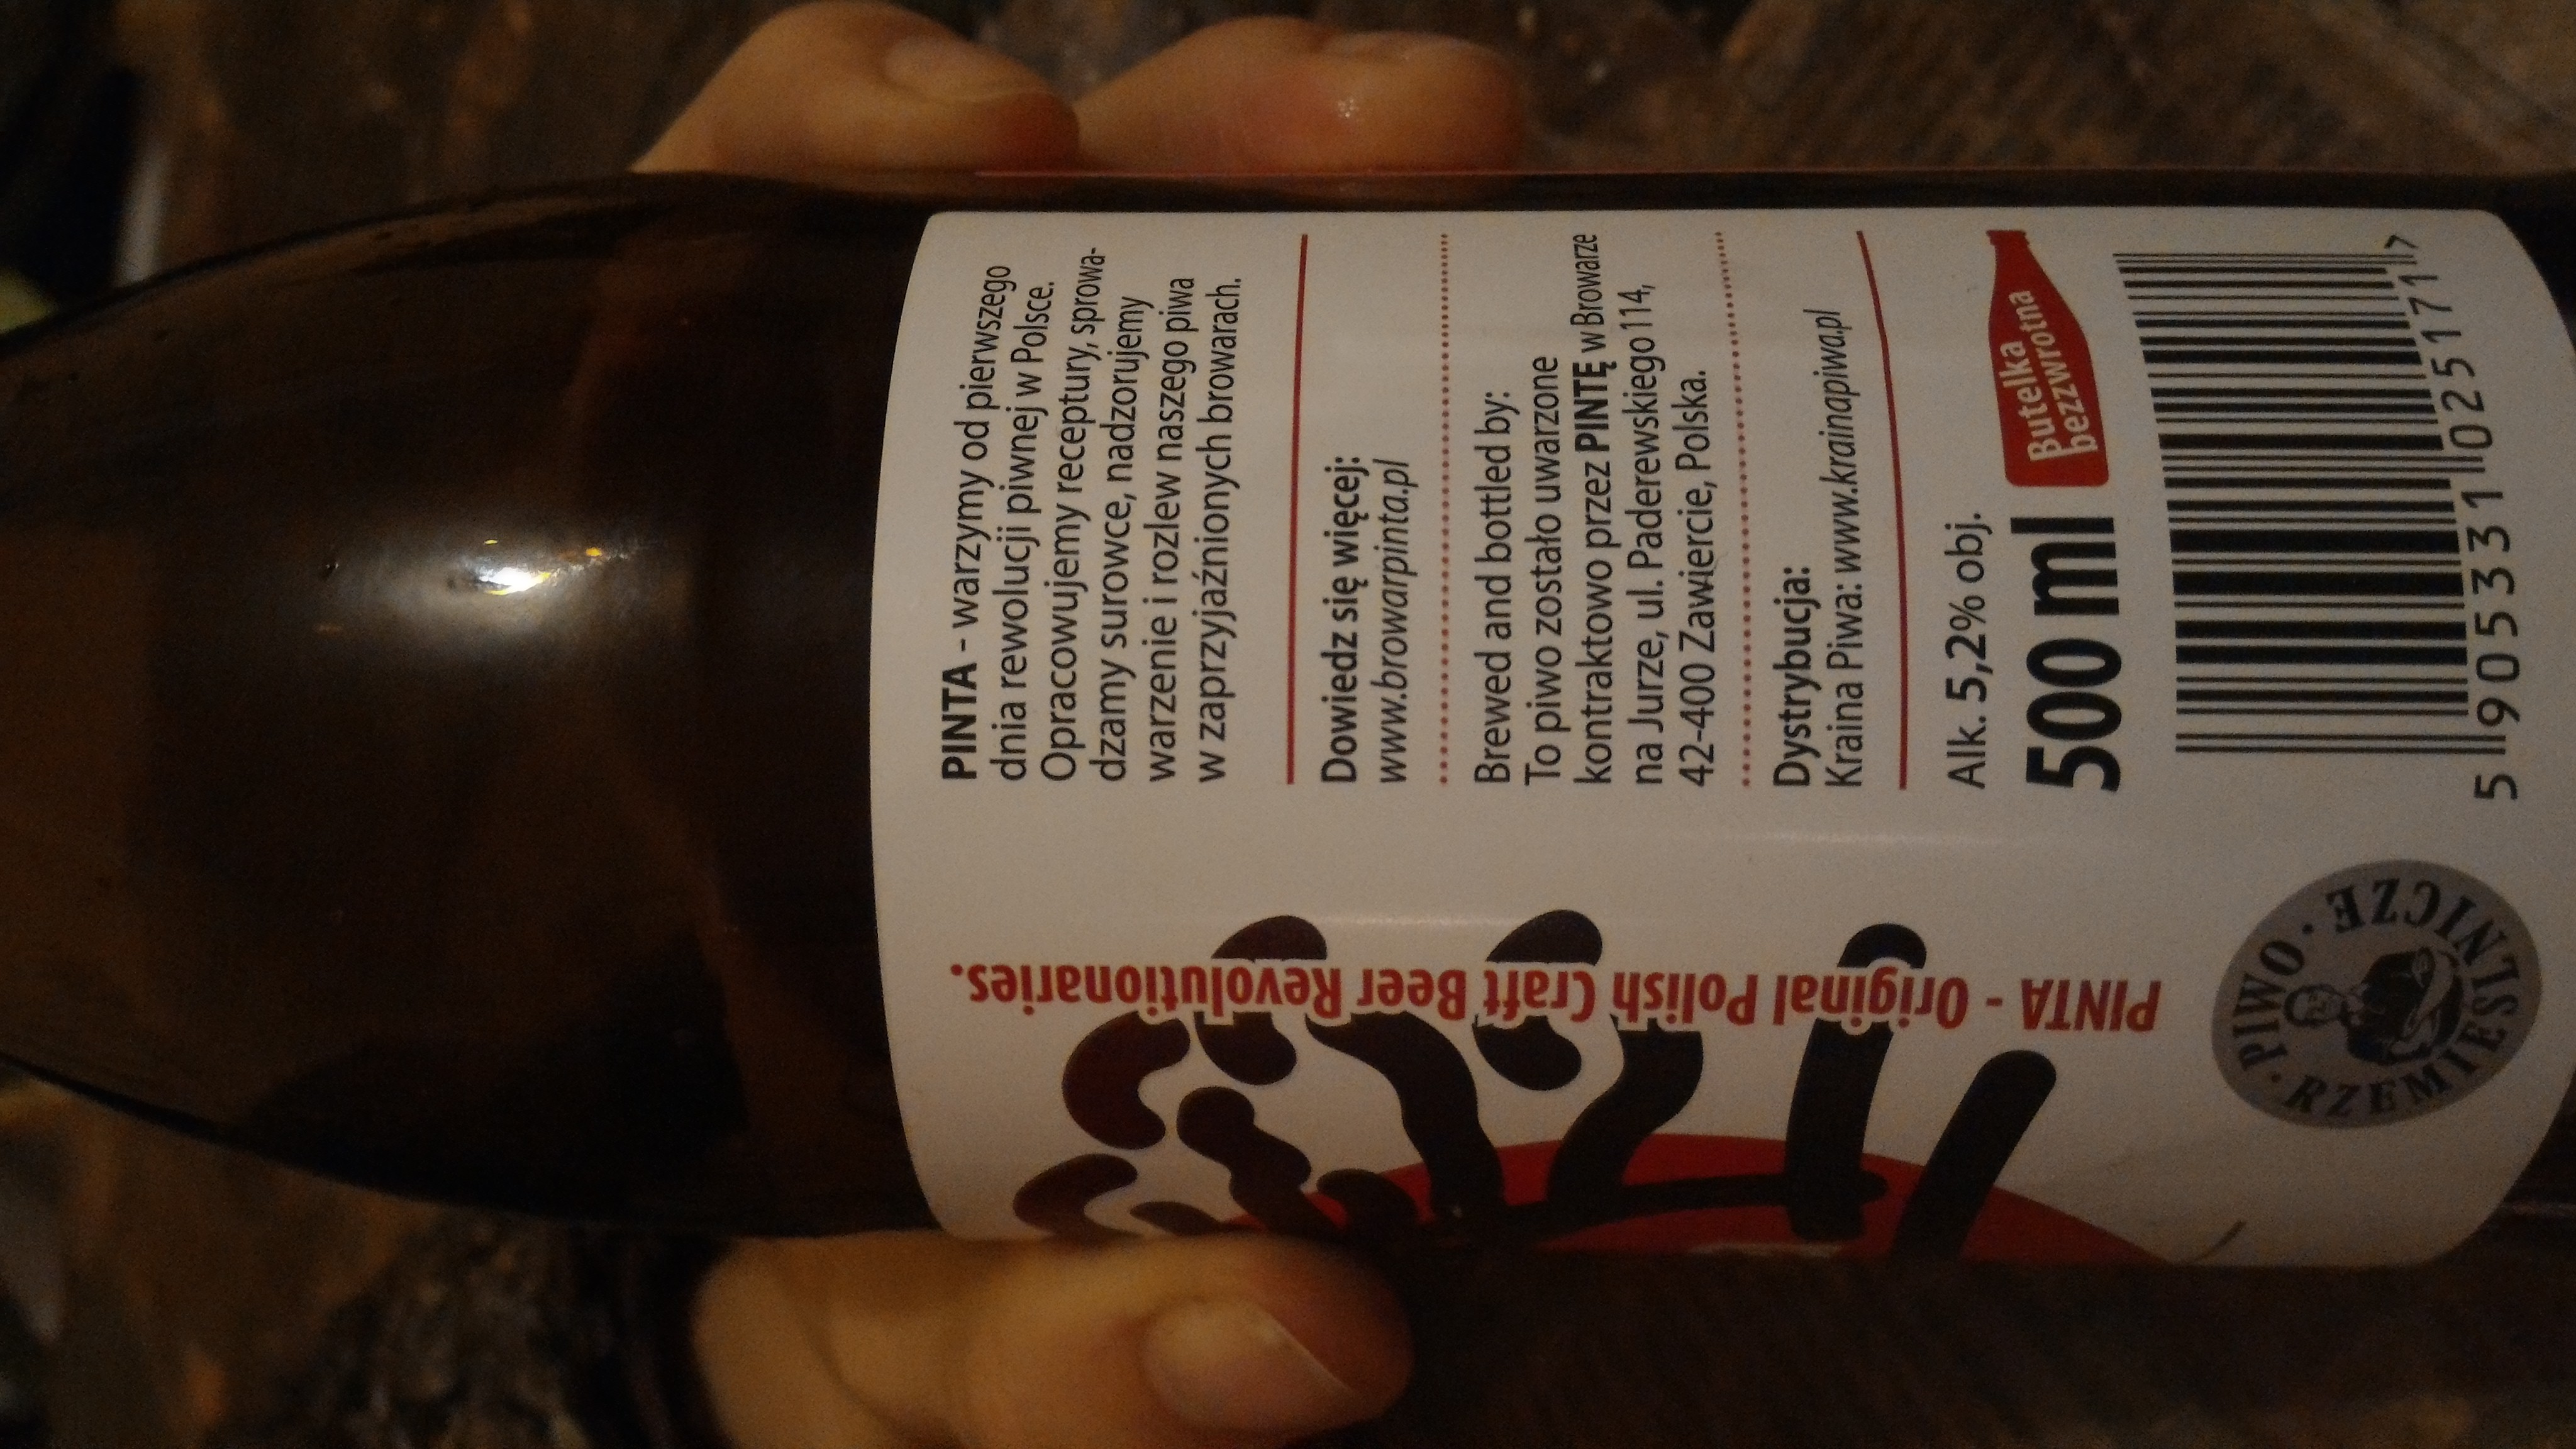 PINTA - warzymy od pierwszego
dnia rewolucji piwnej w Polsce.
Opracowujemy receptury, sprowa-
dzamy surowce, nadzorujemy
warzenie i rozlew naszego piwa
w zaprzyjaźnionych browarach.
Dowiedz się więcej:
www.browarpinta.pl
Brewed and bottled by:
To piwo zostało uwarzone
kontraktowo przez PINTĘ w Browarze
na Jurze, ul. Paderewskiego 114,
42-400 Zawiercie, Polska.
Dystrybucja:
Kraina Piwa: www.krainapiwa.pl
Alk. 5,2% obj.
500 ml
Butelka
bezzwrotna
5 905331 025171 >
PINTA - Original Polish Craft Beer Revolutionaries.
PIWO · RZEMIEŚLNICZE ·